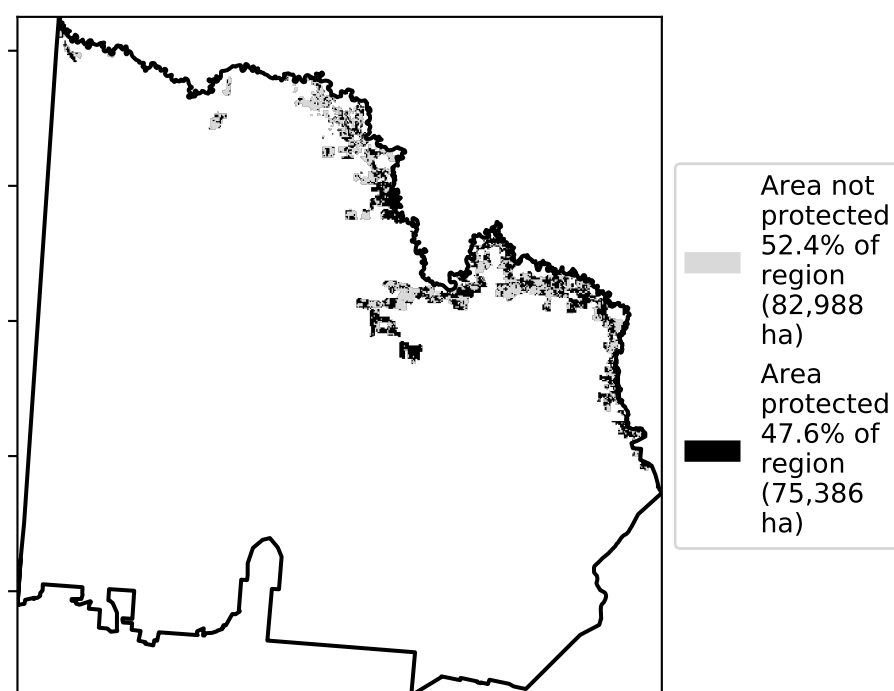 Area not
protected
52.4% of
region
(82,988
ha)
Area
protected
47.6% of
region
(75,386
ha)